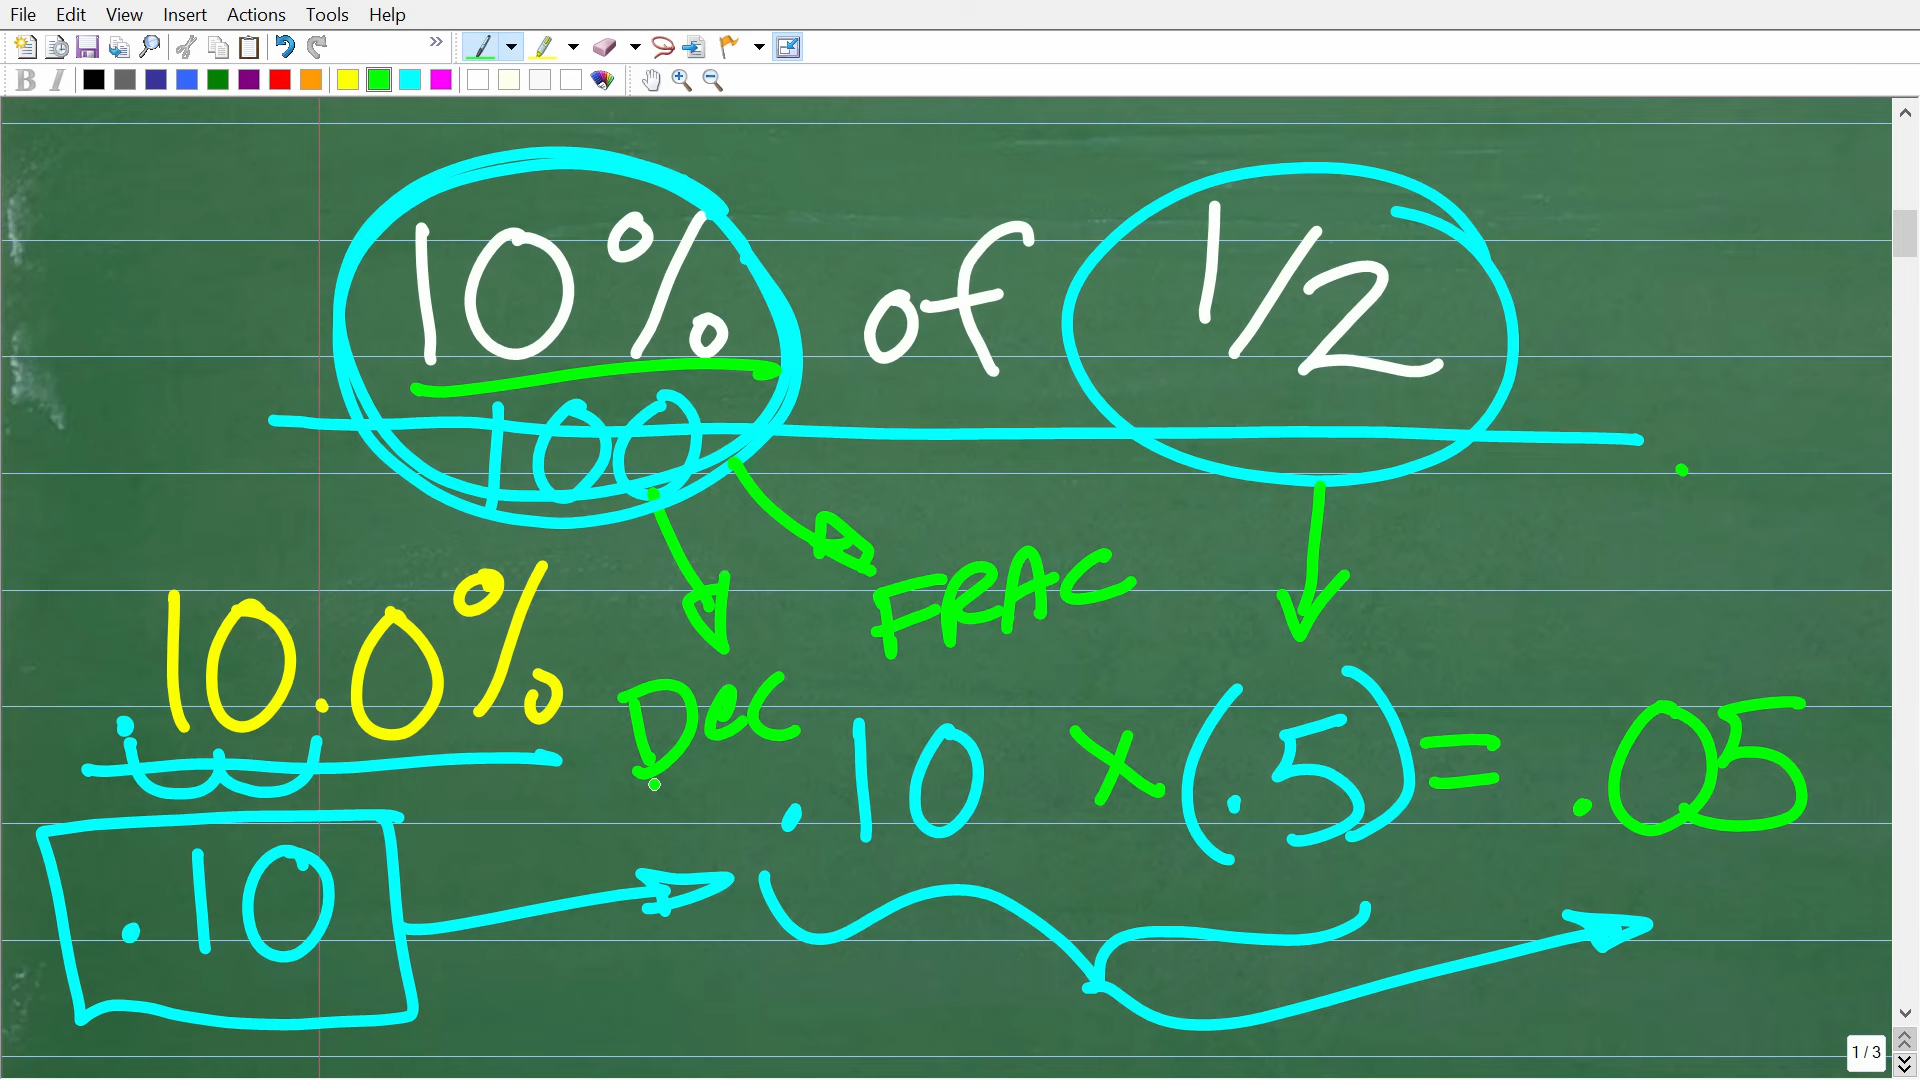 File Edit View Insert Actions Tools Help
B I
10% of 1/2
100
FRAC
10.0%
DeC
.10 × (.5) = .05
.10
1 / 3